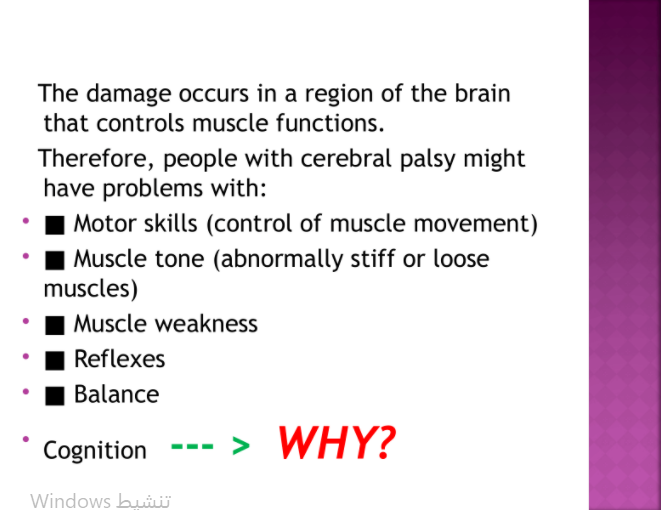 The damage occurs in a region of the brain
that controls muscle functions.
Therefore, people with cerebral palsy might
have problems with:
• ■ Motor skills (control of muscle movement)
• ■ Muscle tone (abnormally stiff or loose
muscles)
• ■ Muscle weakness
• ■ Reflexes
• ■ Balance
• Cognition --- > WHY?
تنشيط Windows